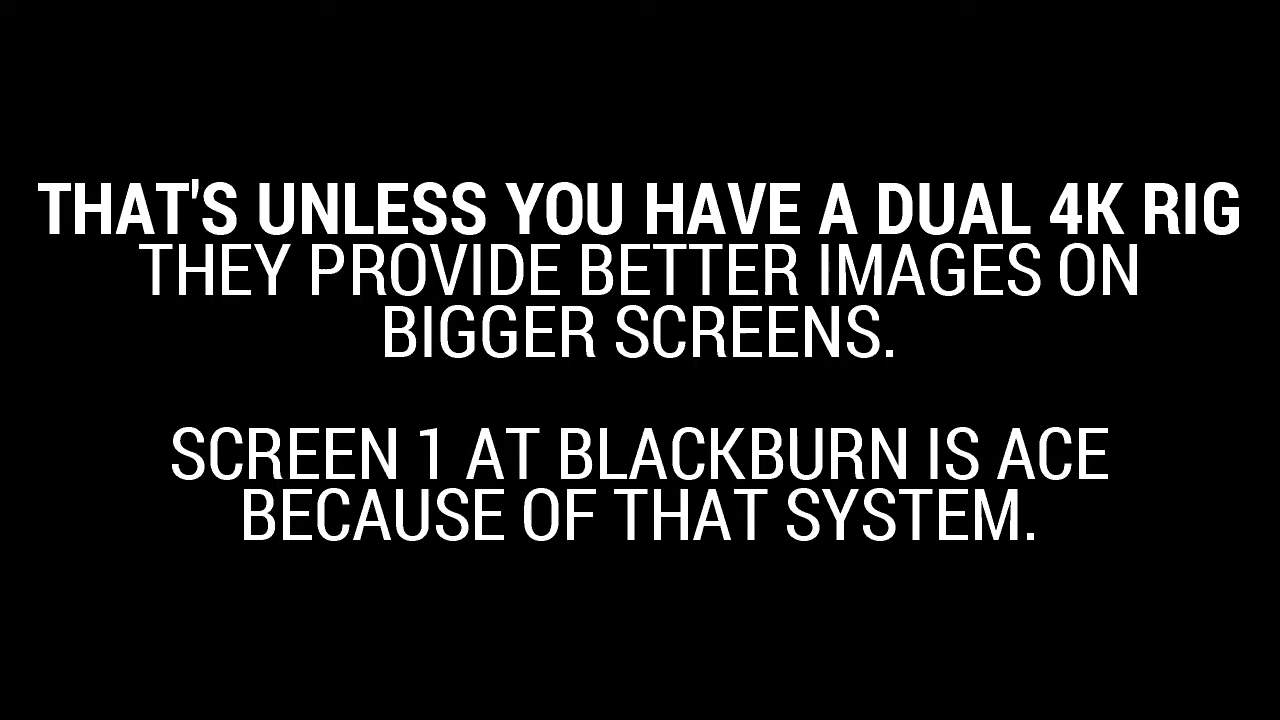 THAT'S UNLESS YOU HAVE A DUAL 4K RIG
THEY PROVIDE BETTER IMAGES ON
BIGGER SCREENS.
SCREEN 1 AT BLACKBURN IS ACE
BECAUSE OF THAT SYSTEM.